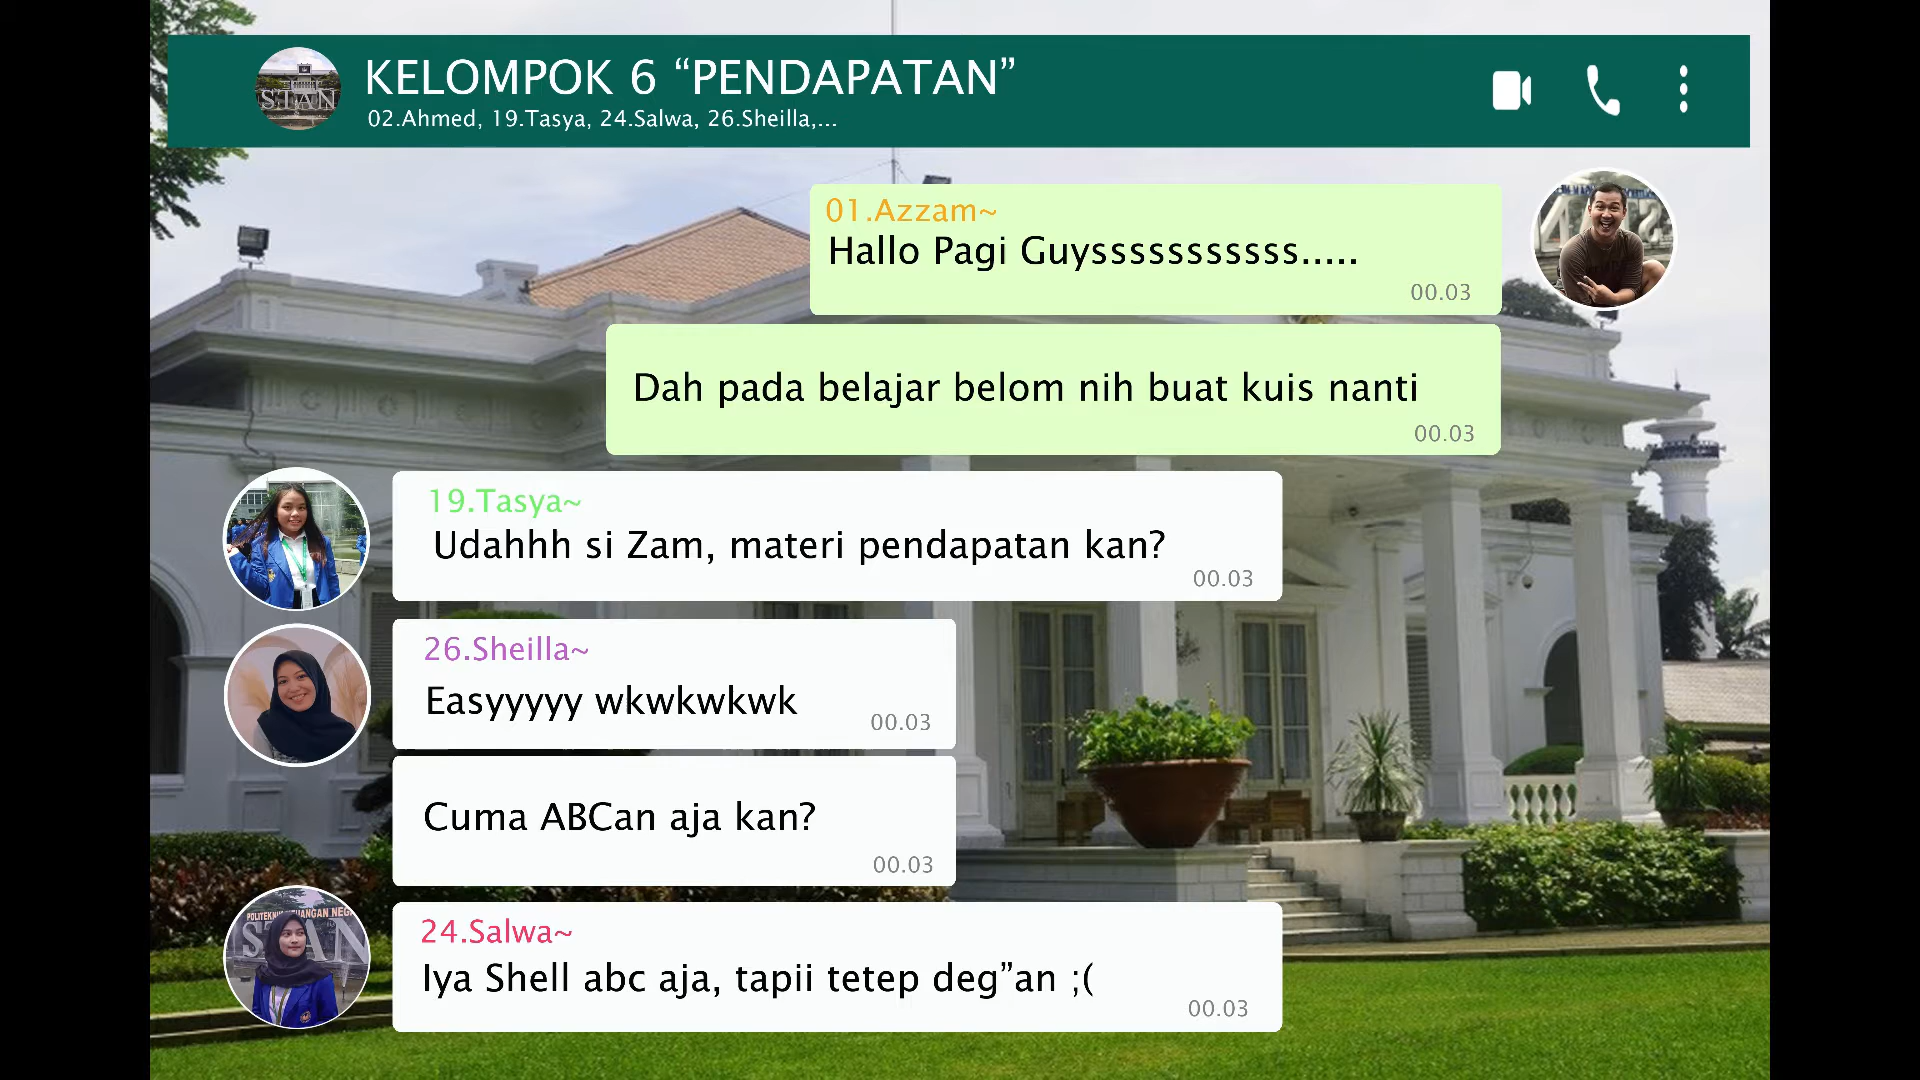 KELOMPOK 6 “PENDAPATAN”
02.Ahmed, 19.Tasya, 24.Salwa, 26.Sheilla,...
STAN
01.Azzam~
Hallo Pagi Guysssssssssss.....
00.03
Dah pada belajar belom nih buat kuis nanti
00.03
19.Tasya~
Udahhh si Zam, materi pendapatan kan?
00.03
26.Sheilla~
Easyyyyy wkwkwkwk
00.03
Cuma ABCan aja kan?
00.03
24.Salwa~
Iya Shell abc aja, tapii tetep deg”an ;(
00.03